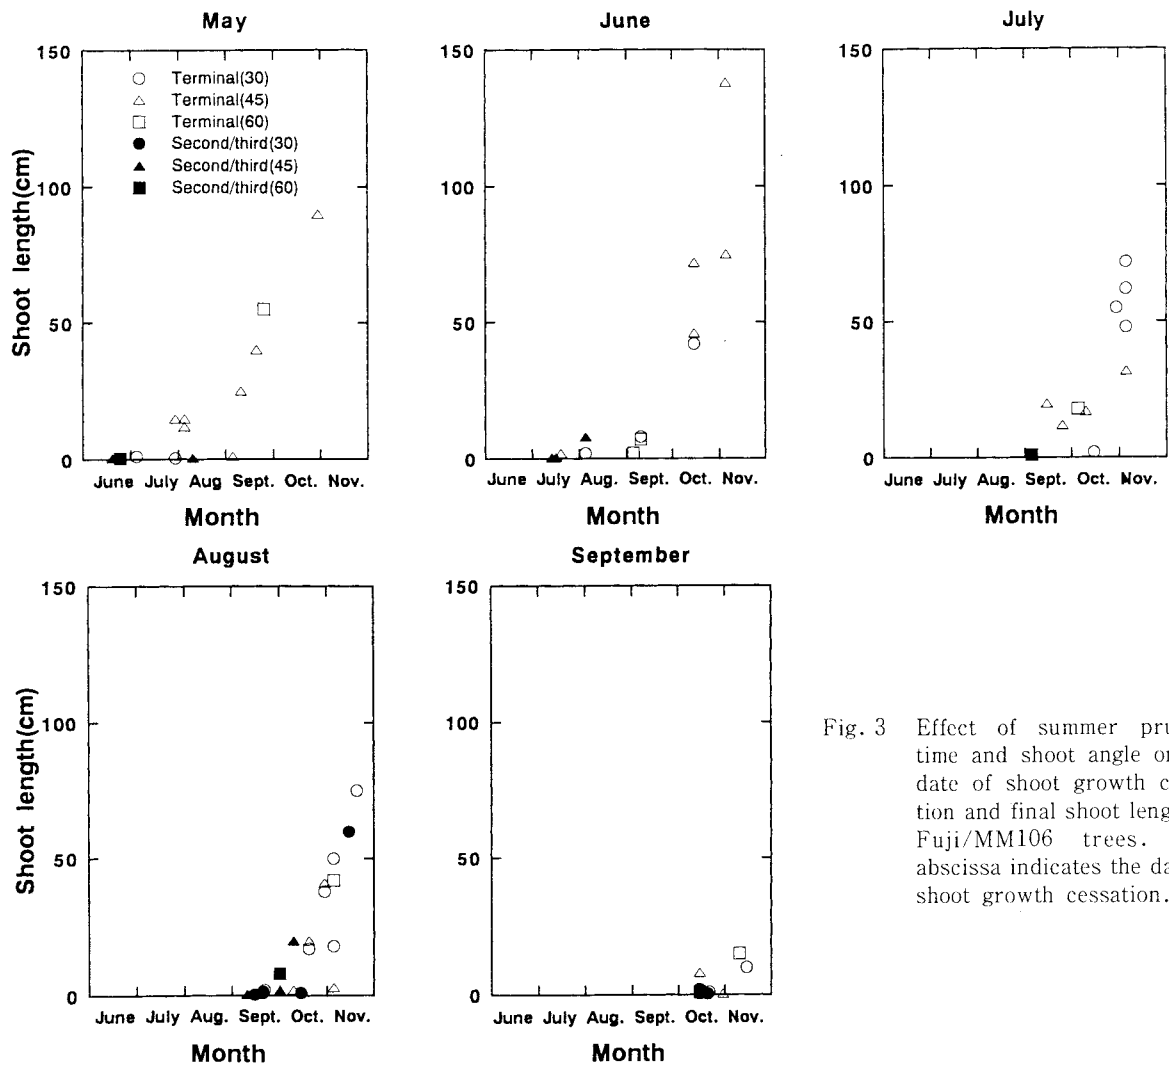 May
150
100
50
0
Shoot length(cm)
Terminal(30)
Terminal(45)
Terminal(60)
Second/third(30)
Second/third(45)
Second/third(60)
June July Aug. Sept. Oct. Nov.
Month
June
150
100
50
0
June July Aug. Sept. Oct. Nov.
Month
July
150
100
50
0
June July Aug. Sept. Oct. Nov.
Month
August
150
100
50
0
Shoot length(cm)
June July Aug. Sept. Oct. Nov.
Month
September
150
100
50
0
June July Aug. Sept. Oct. Nov.
Month
Fig. 3 Effect of summer pru
time and shoot angle on
date of shoot growth c
tion and final shoot leng
Fuji/MM106 trees.
abscissa indicates the da
shoot growth cessation.